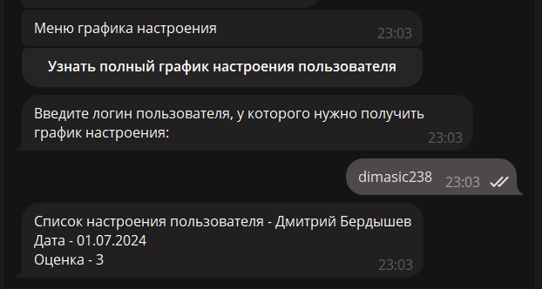 Меню графика настроения
23:03
Узнать полный график настроения пользователя
Введите логин пользователя, у которого нужно получить
график настроения:
23:03
dimasic238 23:03
Список настроения пользователя - Дмитрий Бердышев
Дата - 01.07.2024
Оценка - 3
23:03